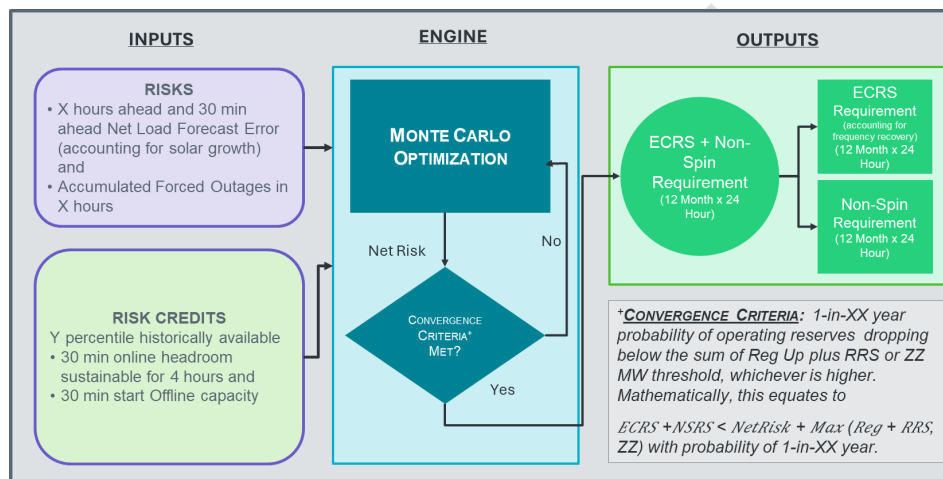 INPUTS
RISKS
• X hours ahead and 30 min
ahead Net Load Forecast Error
(accounting for solar growth) and
and
• Accumulated Forced Outages in
X hours
RISK CREDITS
Y percentile historically available
• 30 min online headroom
sustainable for 4 hours and
• 30 min start Offline capacity
ENGINE
MONTE CARLO
OPTIMIZATION
Net Risk
No
CONVERGENCE
CRITERIA+
MET?
Yes
OUTPUTS
ECRS + Non-
Spin
Requirement
(12 Month x 24
Hour)
ECRS
Requirement
(accounting for
frequency recovery)
(12 Month x 24
Hour)
Non-Spin
Requirement
(12 Month x 24
Hour)
+CONVERGENCE CRITERIA: 1-in-XX year
probability of operating reserves dropping
below the sum of Reg Up plus RRS or ZZ
MW threshold, whichever is higher.
Mathematically, this equates to
ECRS +NSRS < NetRisk + Max (Reg + RRS,
ZZ) with probability of 1-in-XX year.